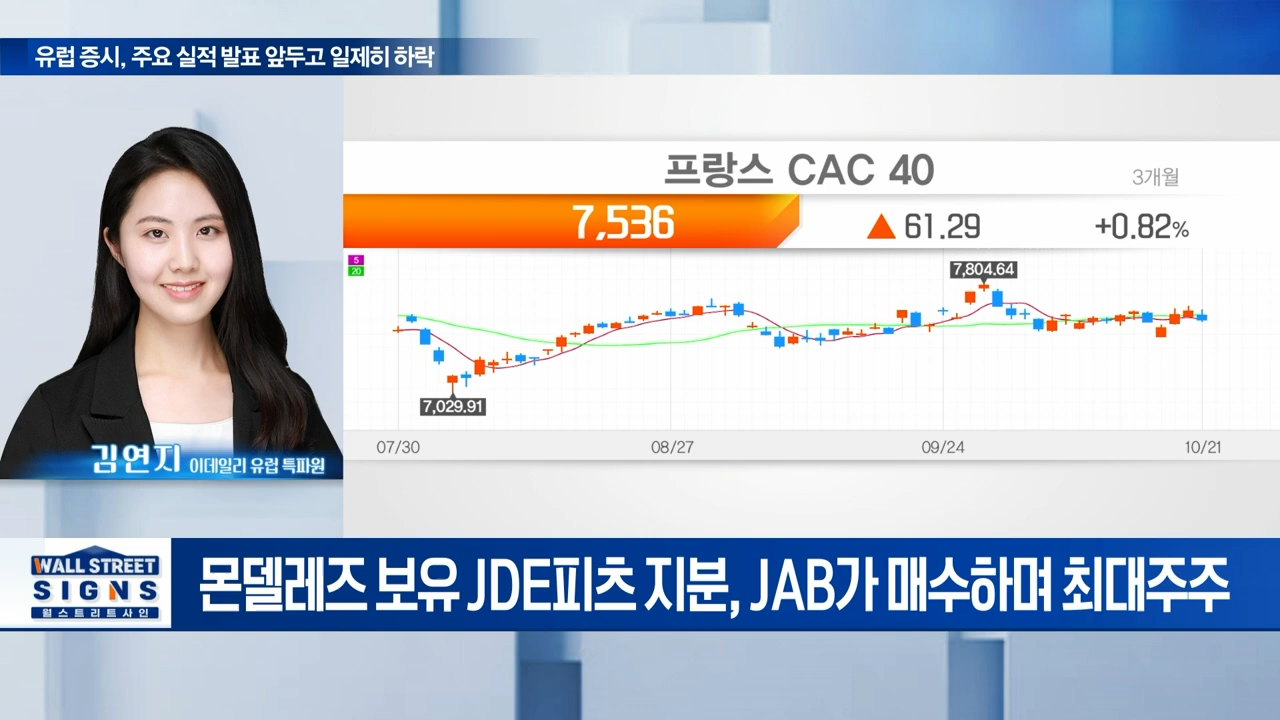 유럽 증시, 주요 실적 발표 앞두고 일제히 하락
프랑스 CAC 40
3개월
7,536
▲ 61.29
+0.82%
5
20
7,804.64
7,029.91
07/30
08/27
09/24
10/21
김연지 이데일리 유럽 특파원
WALL STREET
SIGNS
월스트리트사인
몬델레즈 보유 JDE피츠 지분, JAB가 매수하며 최대주주